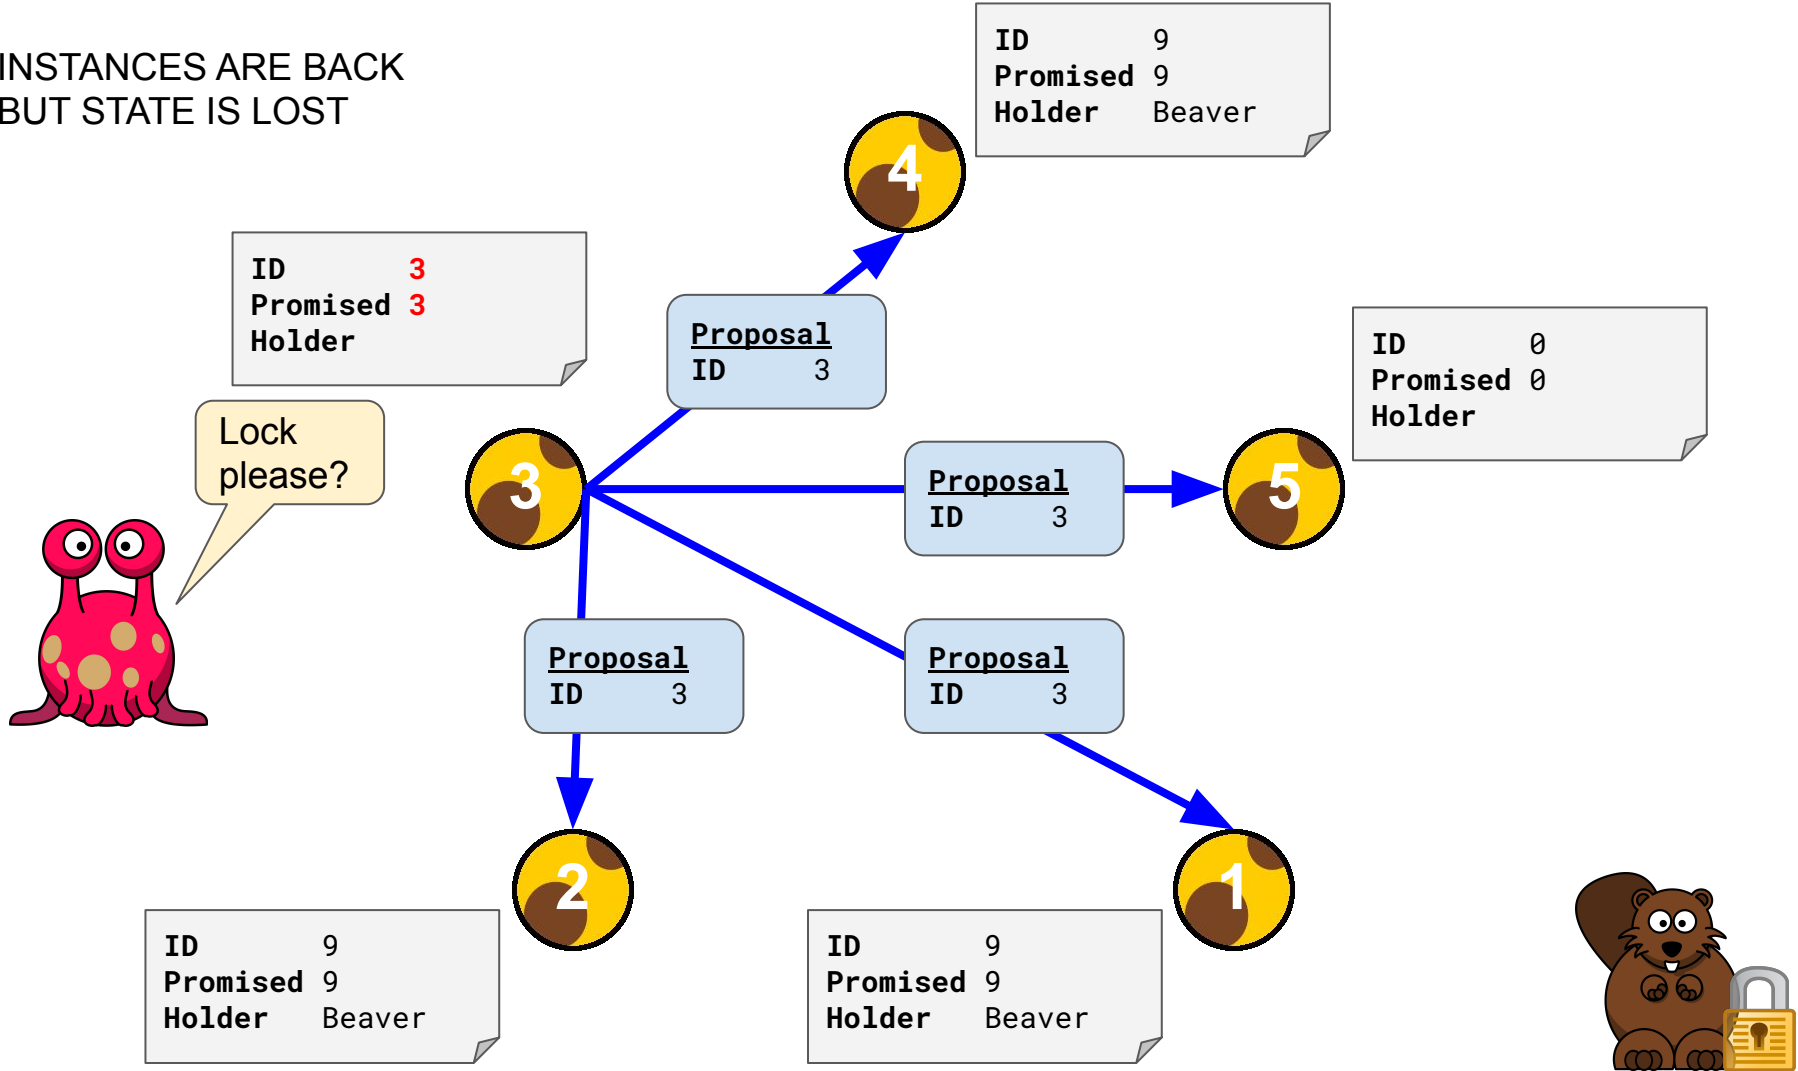 INSTANCES ARE BACK
BUT STATE IS LOST
ID 9
Promised 9
Holder Beaver
4
ID 3
Promised 3
Holder
Proposal
ID 3
ID 0
Promised 0
Holder
Lock
please?
3
Proposal
ID 3
5
Proposal
ID 3
Proposal
ID 3
2
1
ID 9
Promised 9
Holder Beaver
ID 9
Promised 9
Holder Beaver